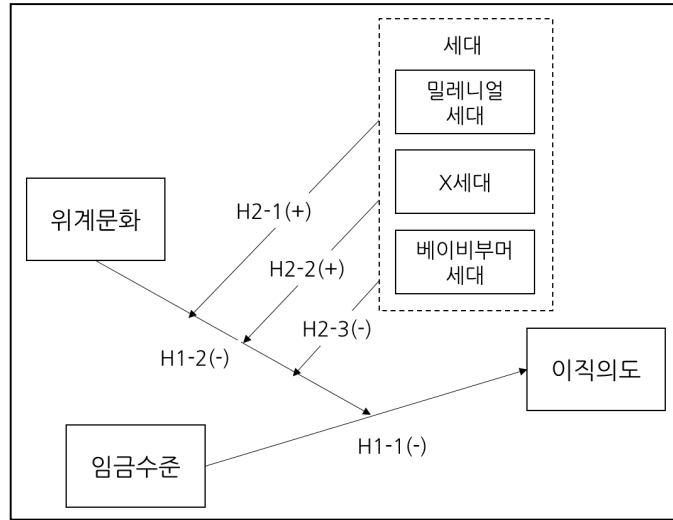 세대
밀레니얼
세대
X세대
베이비부머
세대
위계문화
H2-1(+)
H2-2(+)
H2-3(-)
H1-2(-)
이직의도
H1-1(-)
임금수준